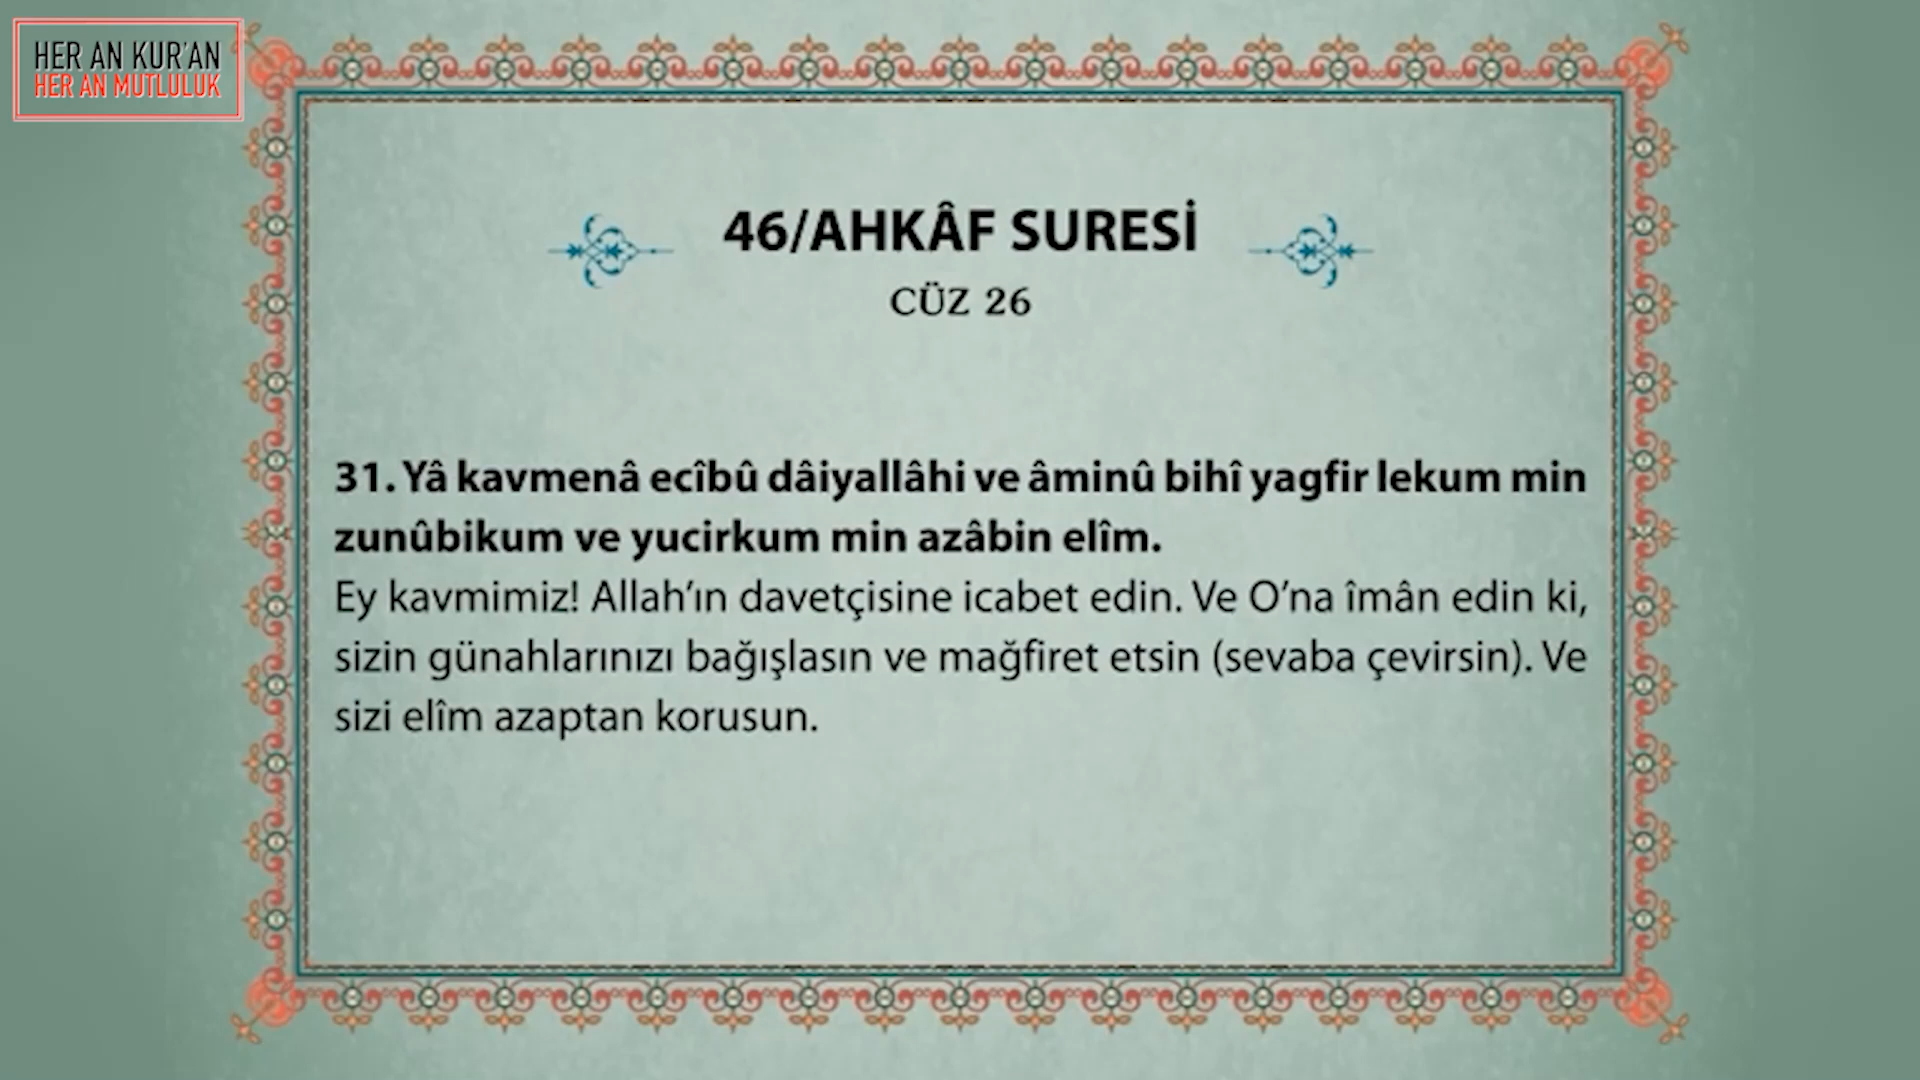 HER AN KUR'AN
HER AN MUTLULUK
46/AHKÂF SURESİ
CÜZ 26
31. Yâ kavmenâ ecîbû dâiyallâhi ve âminû bihî yagfir lekum min
zunûbikum ve yucirkum min azâbin elîm.
Ey kavmimiz! Allah’ın davetçisine icabet edin. Ve O’na îmân edin ki,
sizin günahlarınızı bağışlasın ve mağfiret etsin (sevaba çevirsin). Ve
sizi elîm azaptan korusun.